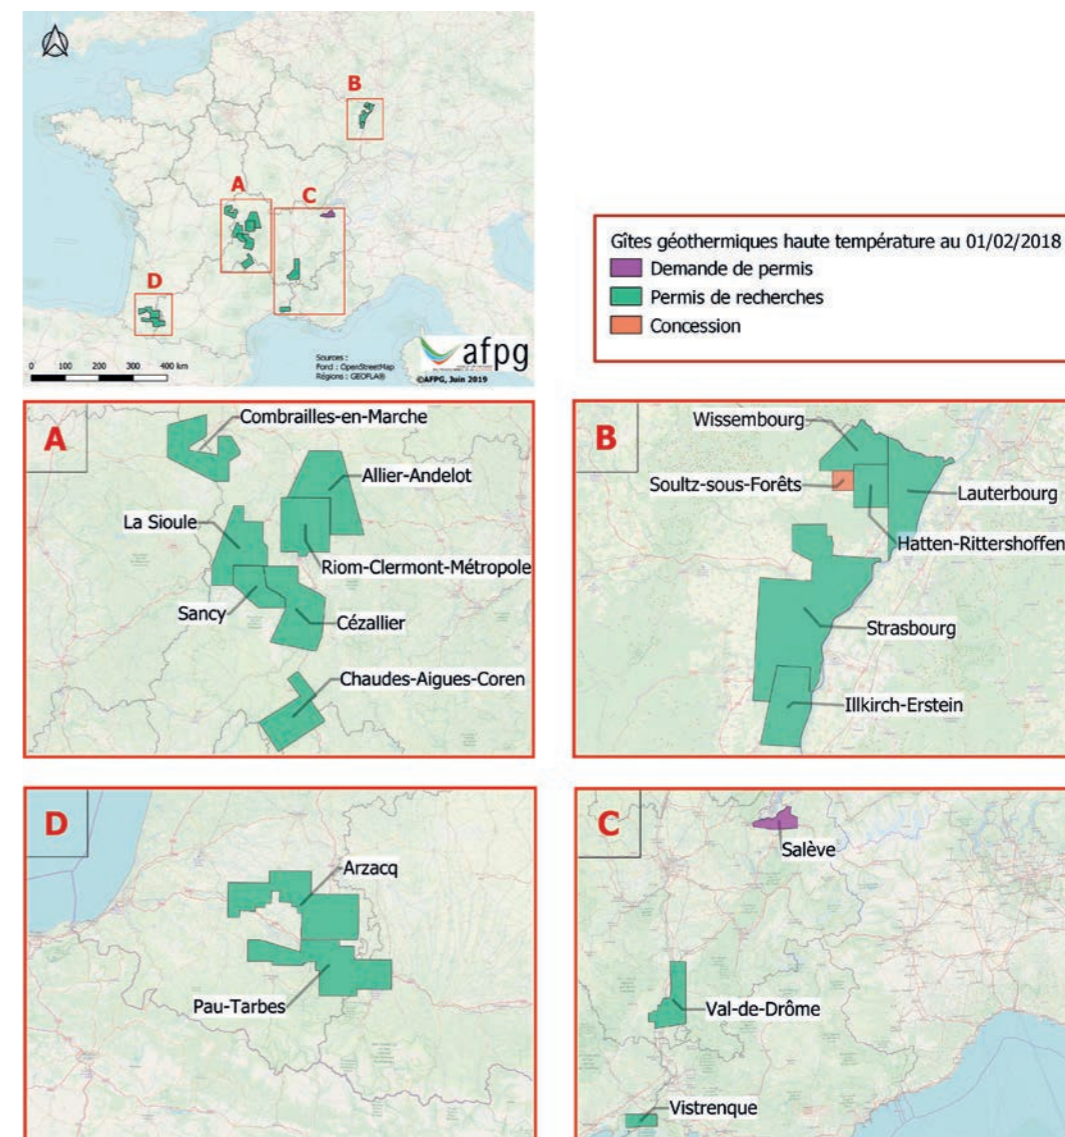 B
A
C
D
0 100 200 300 400 km
Sources :
Fond : OpenStreetMap
Régions : GEOFLA®
afpg
©AFPG, Juin 2019
Gîtes géothermiques haute température au 01/02/2018
Demande de permis
Permis de recherches
Concession
A
Combrailles-en-Marche
Allier-Andelot
La Sioule
Riom-Clermont-Métropole
Sancy
Cézallier
Chaudes-Aigues-Coren
B
Wissembourg
Soultz-sous-Forêts
Lauterbourg
Hatten-Rittershoffen
Strasbourg
Illkirch-Erstein
D
Arzacq
Pau-Tarbes
C
Salève
Val-de-Drôme
Vistrenque